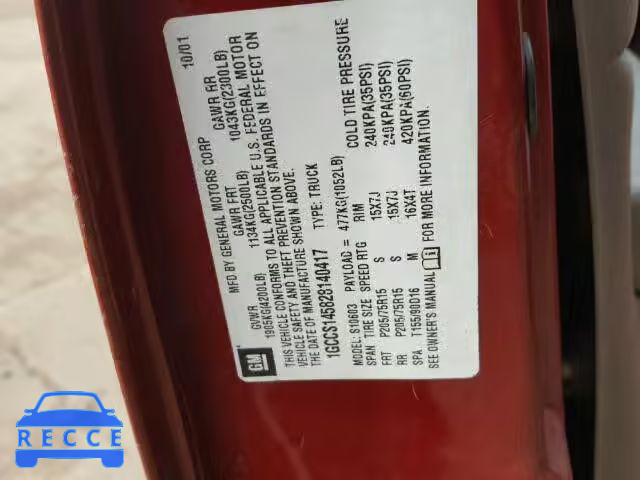 MFD BY GENERAL MOTORS CORP 10/01
GVWR GAWR FRT GAWR RR
1905KG(4200LB) 1134KG(2500LB) 1043KG(2300LB)
THIS VEHICLE CONFORMS TO ALL APPLICABLE U.S. FEDERAL MOTOR
VEHICLE SAFETY AND THEFT PREVENTION STANDARDS IN EFFECT ON
THE DATE OF MANUFACTURE SHOWN ABOVE.
1GCCS145828140417 TYPE: TRUCK
MODEL: S10603 PAYLOAD = 477KG(1052LB)
SPAN TIRE SIZE SPEED RTG RIM COLD TIRE PRESSURE
FRT P205/75R15 S 15X7J 240KPA(35PSI)
RR P205/75R15 S 15X7J 240KPA(35PSI)
SPA T155/90D16 M 16X4T 420KPA(60PSI)
SEE OWNER'S MANUAL FOR MORE INFORMATION.
GM
IDBIDCAR